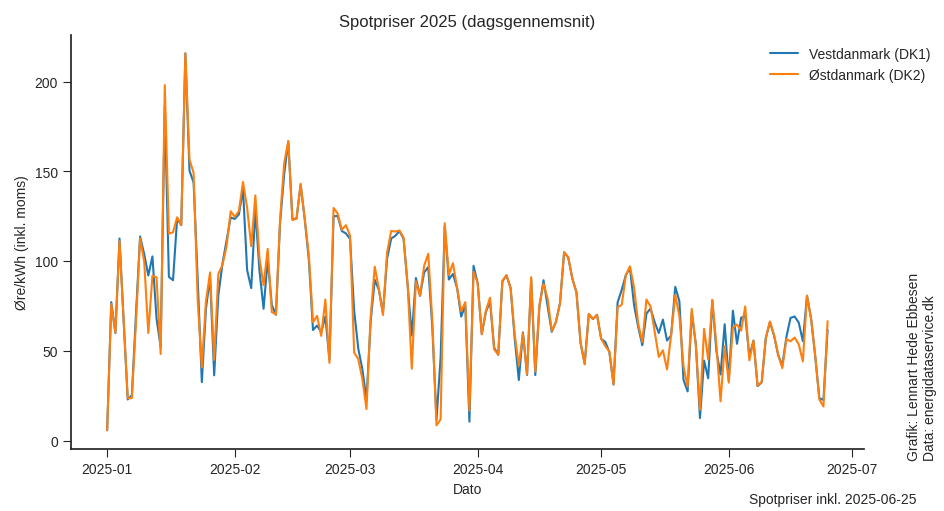 Spotpriser 2025 (dagsgennemsnit)
Vestdanmark (DK1)
Østdanmark (DK2)
Øre/kWh (inkl. moms)
200
150
100
50
0
2025-01
2025-02
2025-03
2025-04
2025-05
2025-06
2025-07
Dato
Grafik: Lennart Hede Ebbesen
Data: energidataservice.dk
Spotpriser inkl. 2025-06-25